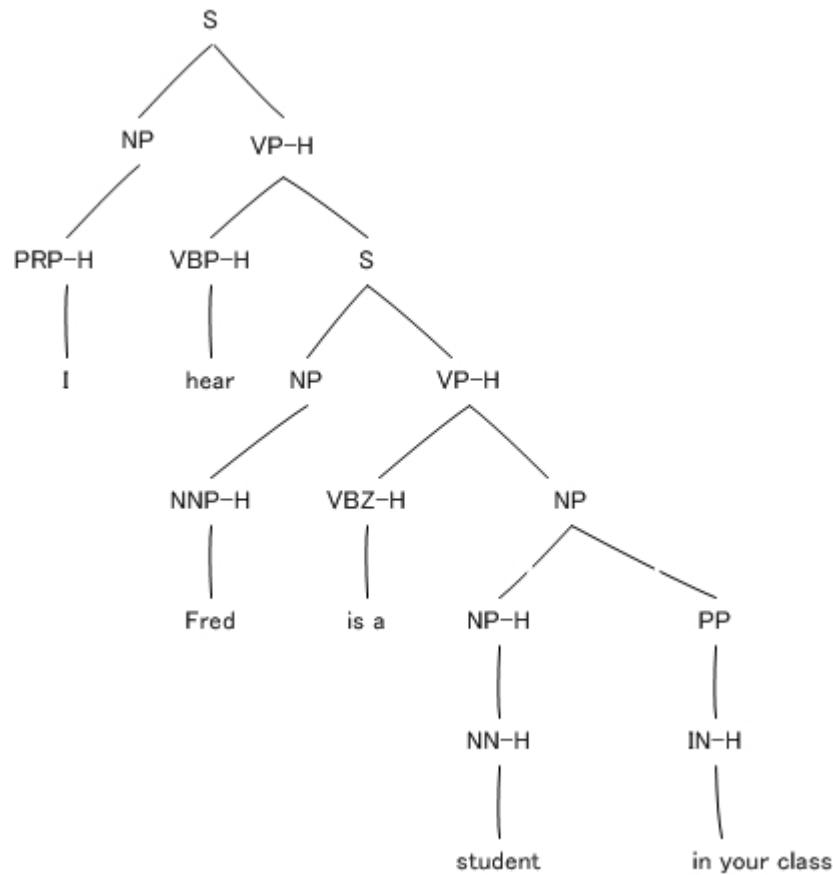 S
NP VP-H
PRP-H VBP-H S
I hear NP VP-H
NNP-H VBZ-H NP
Fred is a NP-H PP
NN-H IN-H
student in your class